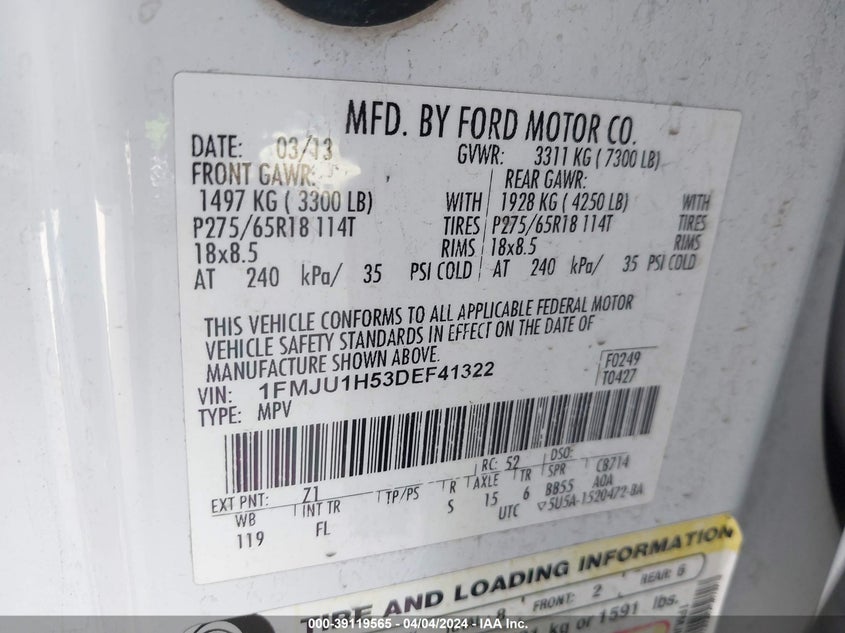 MFD. BY FORD MOTOR CO.
DATE: 03/13 GVWR: 3311 KG ( 7300 LB)
FRONT GAWR: REAR GAWR:
1497 KG ( 3300 LB) WITH 1928 KG ( 4250 LB) WITH
P275/65R18 114T TIRES P275/65R18 114T TIRES
18x8.5 RIMS 18x8.5 RIMS
AT 240 kPa/ 35 PSI COLD AT 240 kPa/ 35 PSI COLD
THIS VEHICLE CONFORMS TO ALL APPLICABLE FEDERAL MOTOR
VEHICLE SAFETY STANDARDS IN EFFECT ON THE DATE OF
MANUFACTURE SHOWN ABOVE.
VIN: 1FMJU1H53DEF41322 F0249
TYPE: MPV T0427
EXT PNT: Z1 RC: 52 DSO:
WB INT TR TP/PS R AXLE TR SPR CB714
119 FL S 15 6 BB55 A0A
UTC ▽5U5A-1520472-BA
TIRE AND LOADING INFORMATION
8 FRONT: 2 REAR: 6
kg or 1591 lbs.
000-39119565 - 04/04/2024 - IAA Inc.